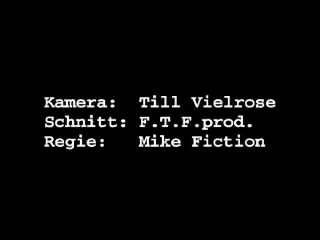 Kamera:  Till Vielrose
Schnitt: F.T.F.prod.
Regie:   Mike Fiction